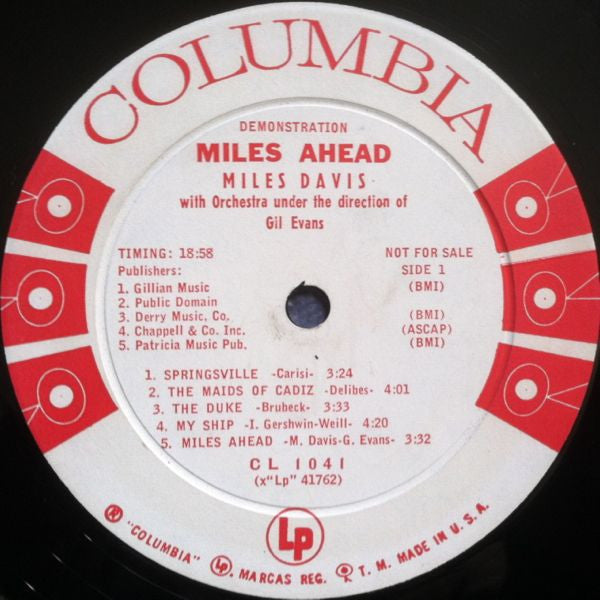 COLUMBIA
DEMONSTRATION
MILES AHEAD
MILES DAVIS
with Orchestra under the direction of
Gil Evans
TIMING: 18:58 NOT FOR SALE
Publishers: SIDE 1
1. Gillian Music (BMI)
2. Public Domain
3. Derry Music, Co. (BMI)
4. Chappell & Co. Inc. (ASCAP)
5. Patricia Music Pub. (BMI)
1. SPRINGSVILLE -Carisi- 3:24
2. THE MAIDS OF CADIZ -Delibes- 4:01
3. THE DUKE -Brubeck- 3:33
4. MY SHIP -I. Gershwin-Weill- 4:20
5. MILES AHEAD -M. Davis-G. Evans- 3:32
CL 1041
(x"Lp" 41762)
Lp
® "COLUMBIA" Lp. MARCAS REG. ® T. M. MADE IN U.S.A.